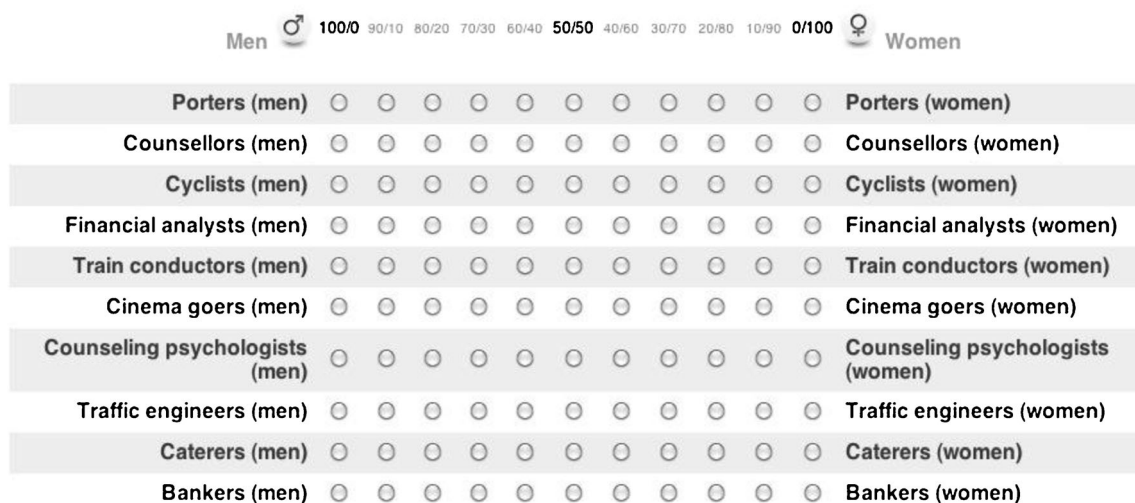 Men ♂ 100/0 90/10 80/20 70/30 60/40 50/50 40/60 30/70 20/80 10/90 0/100 ♀ Women
Porters (men) Porters (women)
Counsellors (men) Counsellors (women)
Cyclists (men) Cyclists (women)
Financial analysts (men) Financial analysts (women)
Train conductors (men) Train conductors (women)
Cinema goers (men) Cinema goers (women)
Counseling psychologists (men) Counseling psychologists (women)
Traffic engineers (men) Traffic engineers (women)
Caterers (men) Caterers (women)
Bankers (men) Bankers (women)